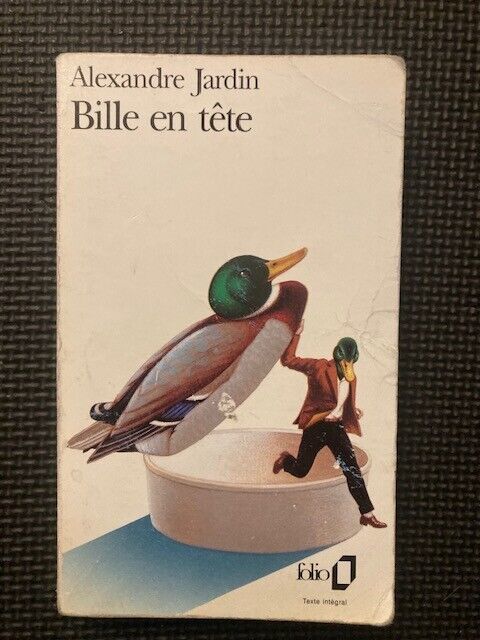 Alexandre Jardin
Bille en tête
folio
Texte intégral